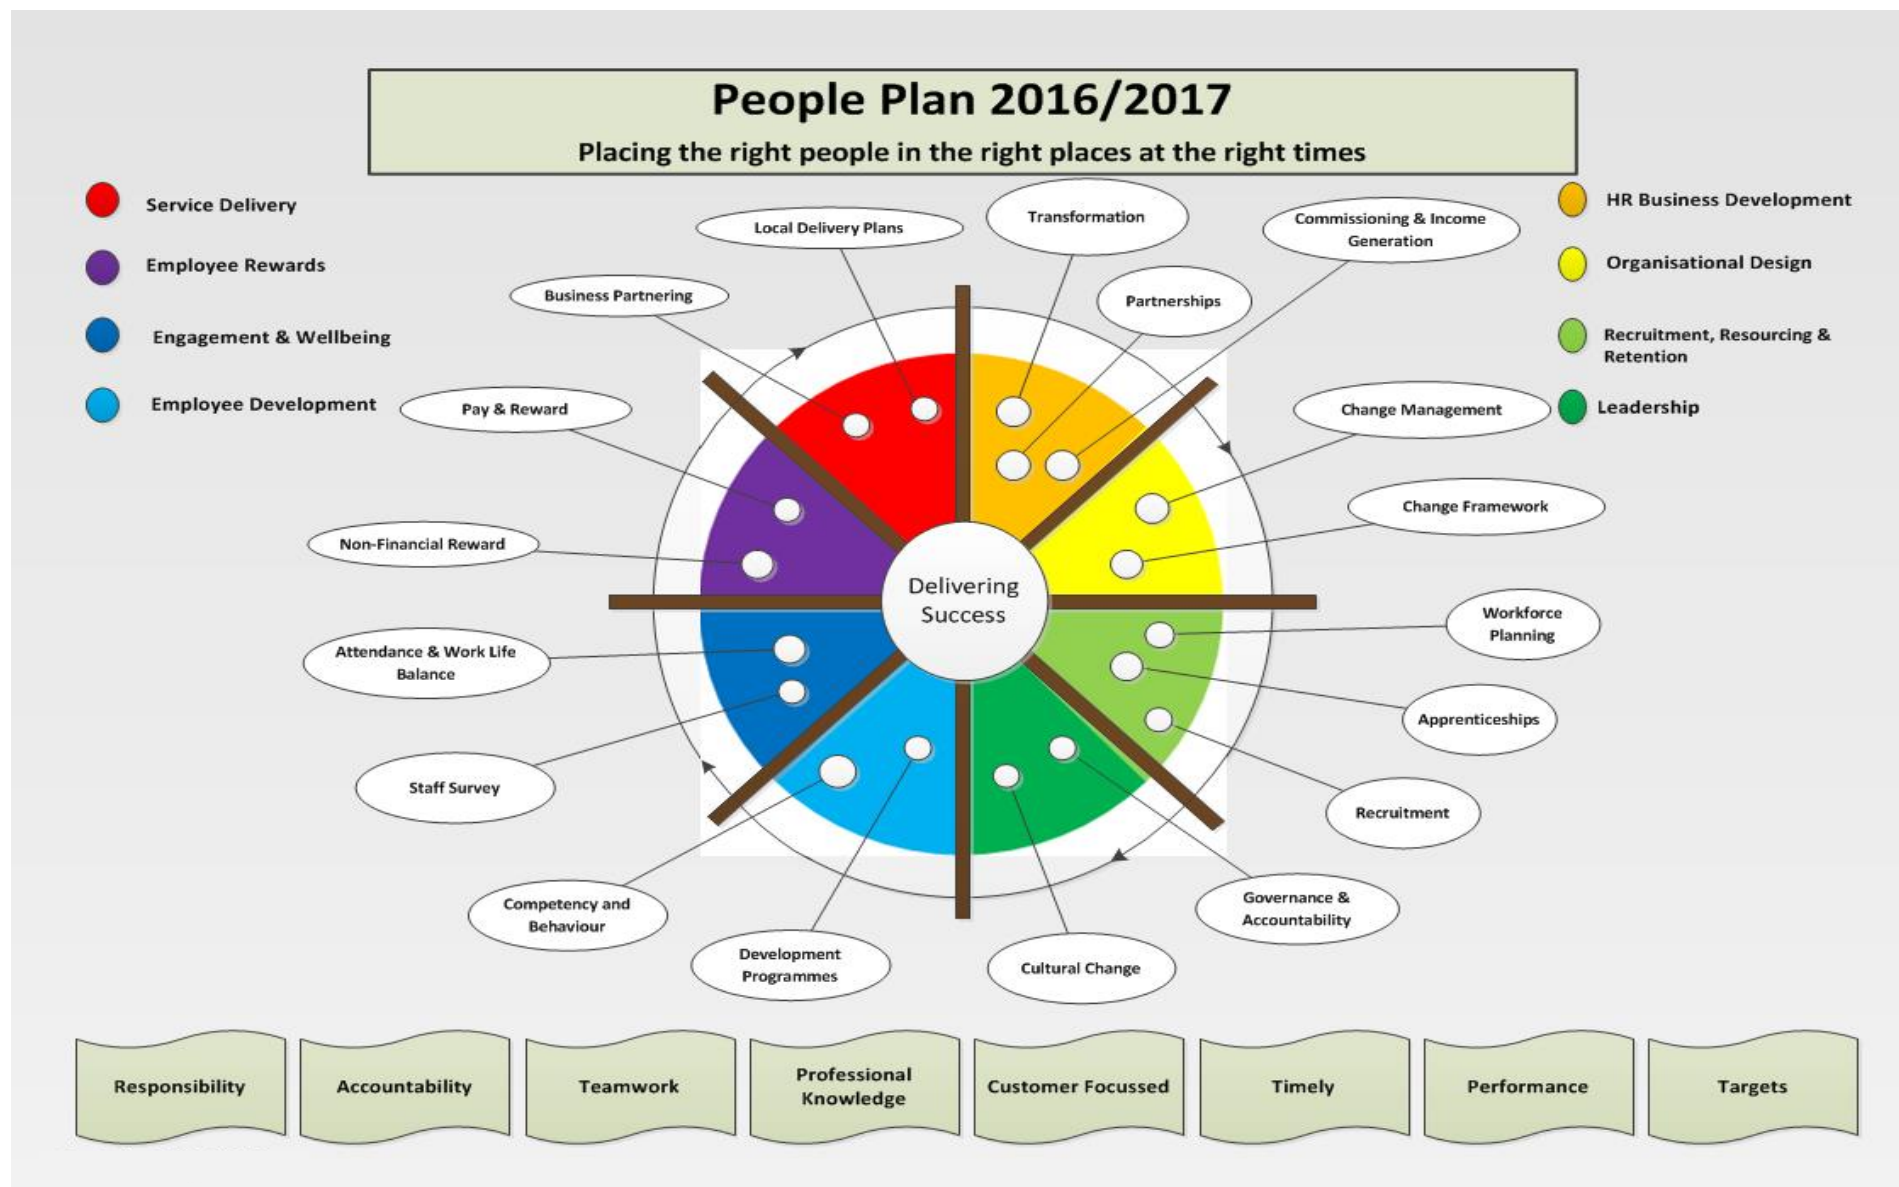 People Plan 2016/2017
Placing the right people in the right places at the right times
Service Delivery
Employee Rewards
Engagement & Wellbeing
Employee Development
HR Business Development
Organisational Design
Recruitment, Resourcing &
Retention
Leadership
Local Delivery Plans
Transformation
Commissioning & Income
Generation
Business Partnering
Partnerships
Pay & Reward
Change Management
Non-Financial Reward
Change Framework
Delivering
Success
Attendance & Work Life
Balance
Workforce
Planning
Staff Survey
Apprenticeships
Recruitment
Competency and
Behaviour
Development
Programmes
Cultural Change
Governance &
Accountability
Responsibility
Accountability
Teamwork
Professional
Knowledge
Customer Focussed
Timely
Performance
Targets